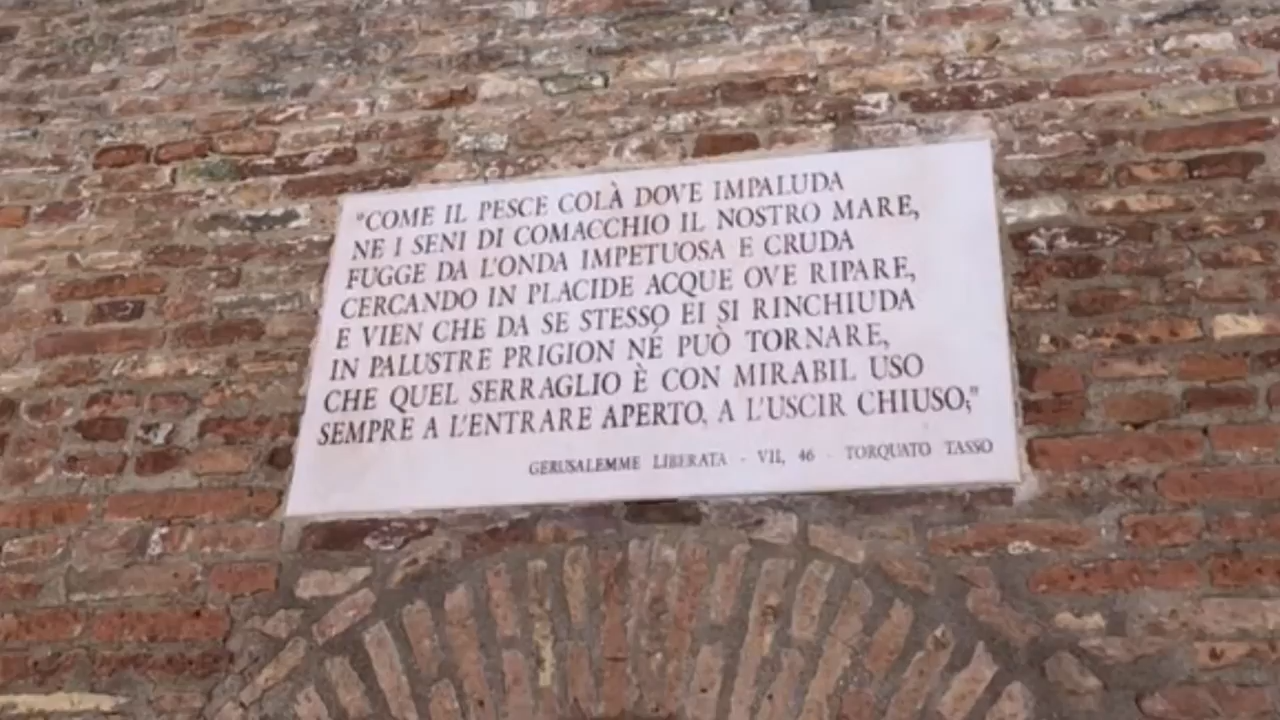 "COME IL PESCE COLÀ DOVE IMPALUDA
NE I SENI DI COMACCHIO IL NOSTRO MARE,
FUGGE DA L'ONDA IMPETUOSA E CRUDA
CERCANDO IN PLACIDE ACQUE OVE RIPARE,
E VIEN CHE DA SE STESSO EI SI RINCHIUDA
IN PALUSTRE PRIGION NÉ PUÒ TORNARE,
CHE QUEL SERRAGLIO È CON MIRABIL USO
SEMPRE A L'ENTRARE APERTO, A L'USCIR CHIUSO;"
GERUSALEMME LIBERATA - VII, 46 - TORQUATO TASSO